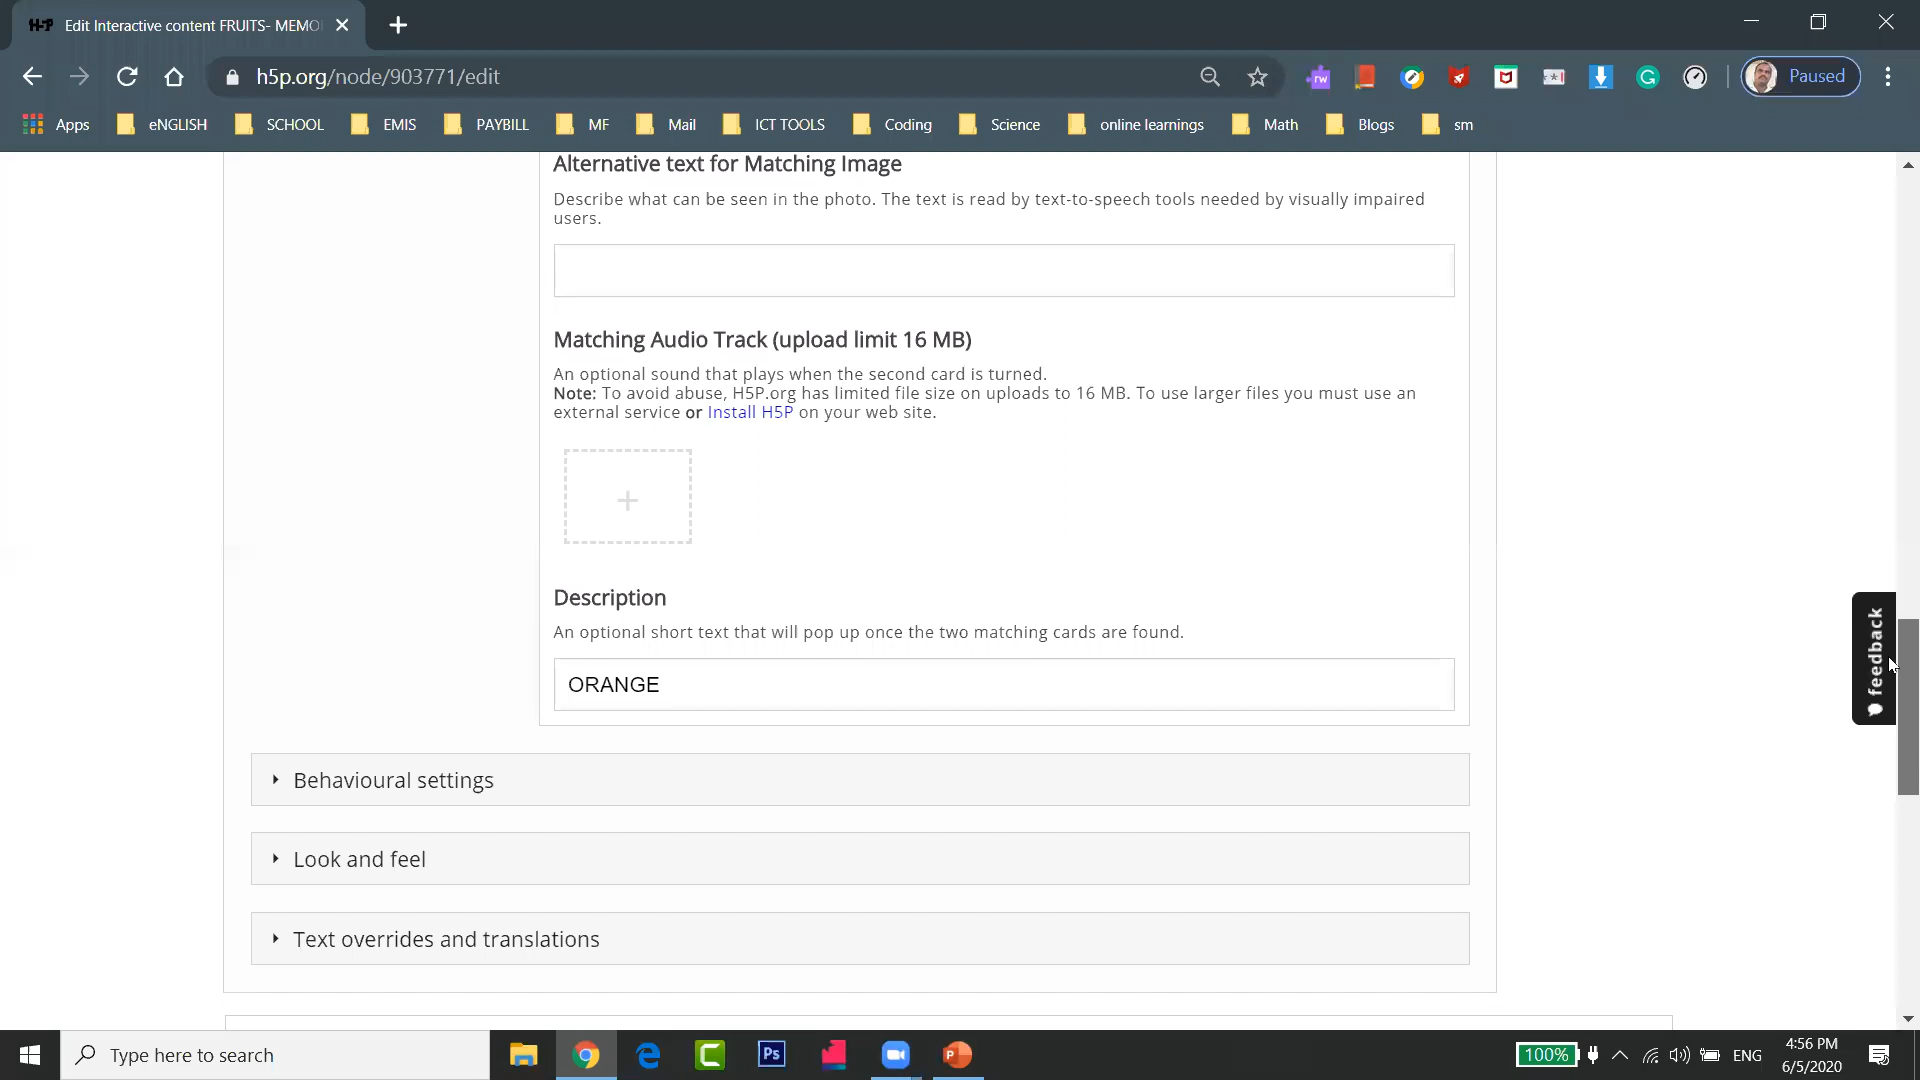 H-P Edit Interactive content FRUITS- MEMO
h5p.org/node/903771/edit
rw
Paused
Apps
eNGLISH
SCHOOL
EMIS
PAYBILL
MF
Mail
ICT TOOLS
Coding
Science
online learnings
Math
Blogs
sm
Alternative text for Matching Image
Describe what can be seen in the photo. The text is read by text-to-speech tools needed by visually impaired
users.
Matching Audio Track (upload limit 16 MB)
An optional sound that plays when the second card is turned.
Note: To avoid abuse, H5P.org has limited file size on uploads to 16 MB. To use larger files you must use an
external service or Install H5P on your web site.
+
Description
An optional short text that will pop up once the two matching cards are found.
ORANGE
feedback
Behavioural settings
Look and feel
Text overrides and translations
Type here to search
Ps
100%
ENG
4:56 PM
6/5/2020